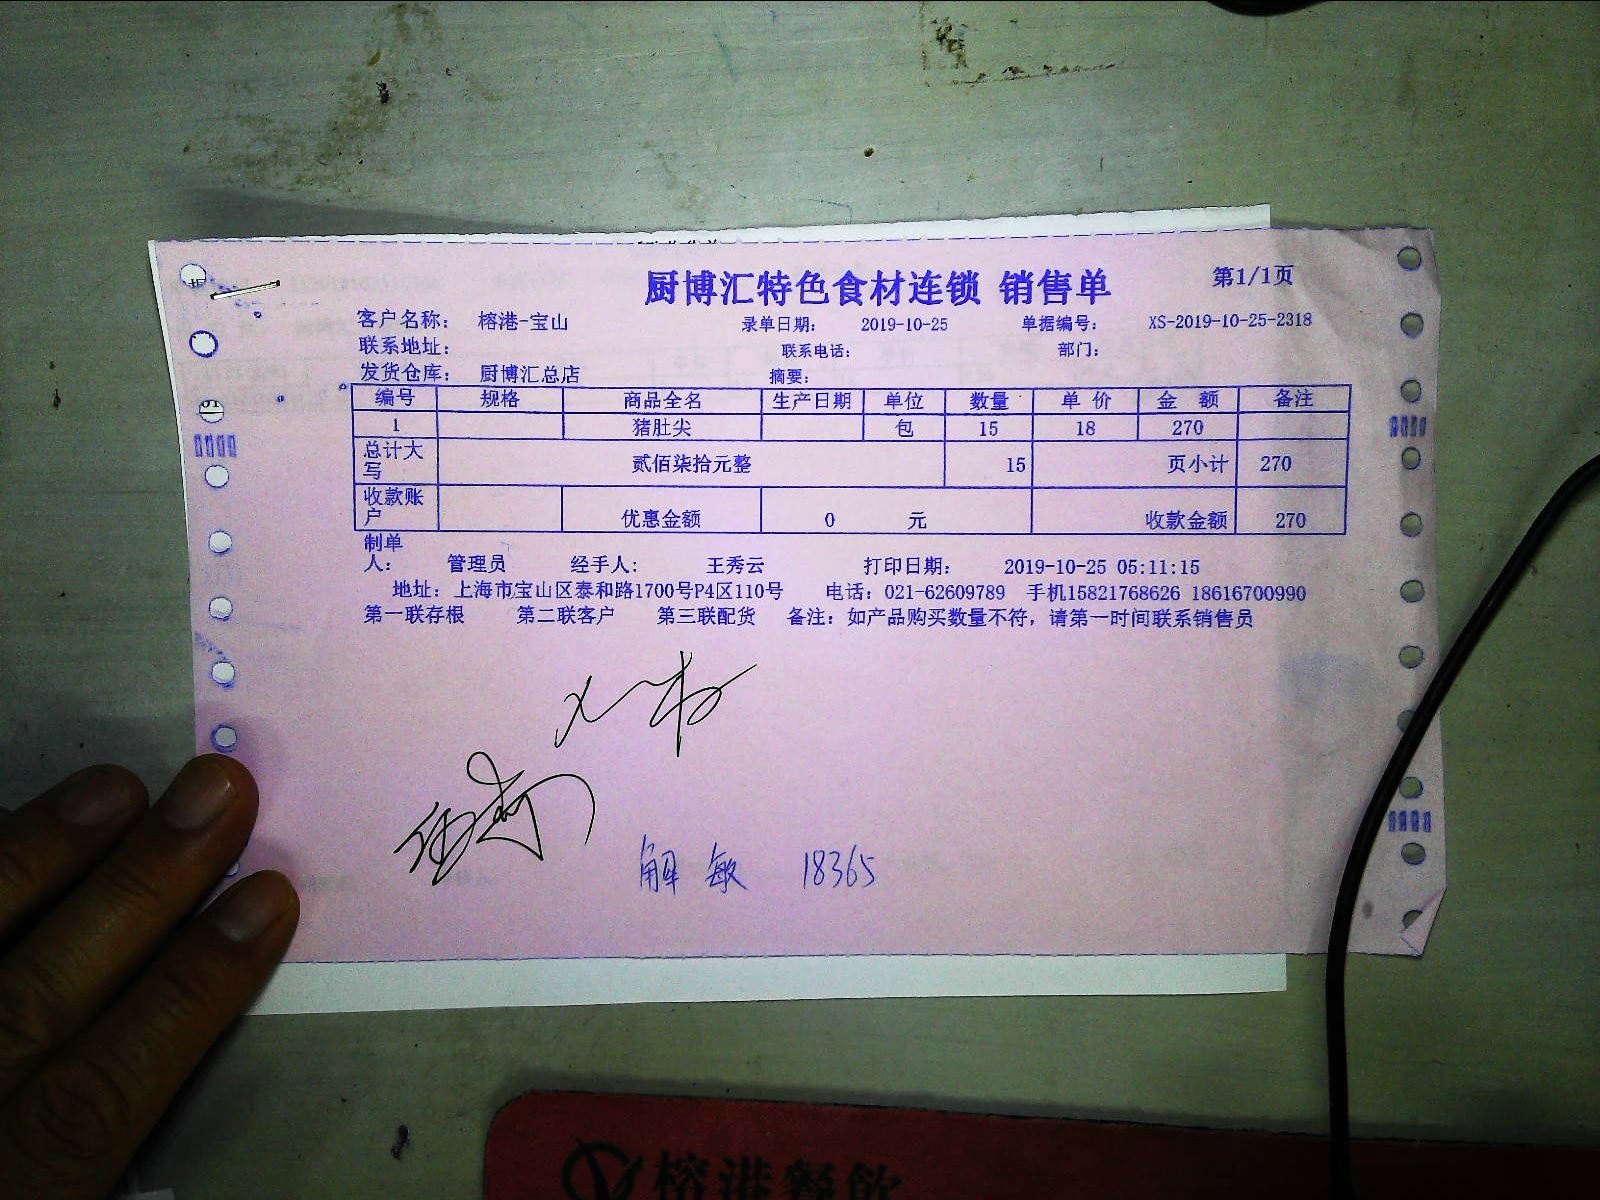 厨博汇特色食材连锁 销售单 第1/1页
客户名称： 榕港-宝山 录单日期： 2019-10-25 单据编号： XS-2019-10-25-2318
联系地址： 联系电话： 部门：
发货仓库： 厨博汇总店 摘要：
编号 规格 商品全名 生产日期 单位 数量 单 价 金 额 备注
1 猪肚尖 包 15 18 270
总计大写 贰佰柒拾元整 15 页小计 270
收款账户 优惠金额 0 元 收款金额 270
制单人： 管理员 经手人： 王秀云 打印日期： 2019-10-25 05:11:15
地址：上海市宝山区泰和路1700号P4区110号 电话：021-62609789 手机15821768626 18616700990
第一联存根 第二联客户 第三联配货 备注：如产品购买数量不符，请第一时间联系销售员
解敏 18365
榕港餐飲